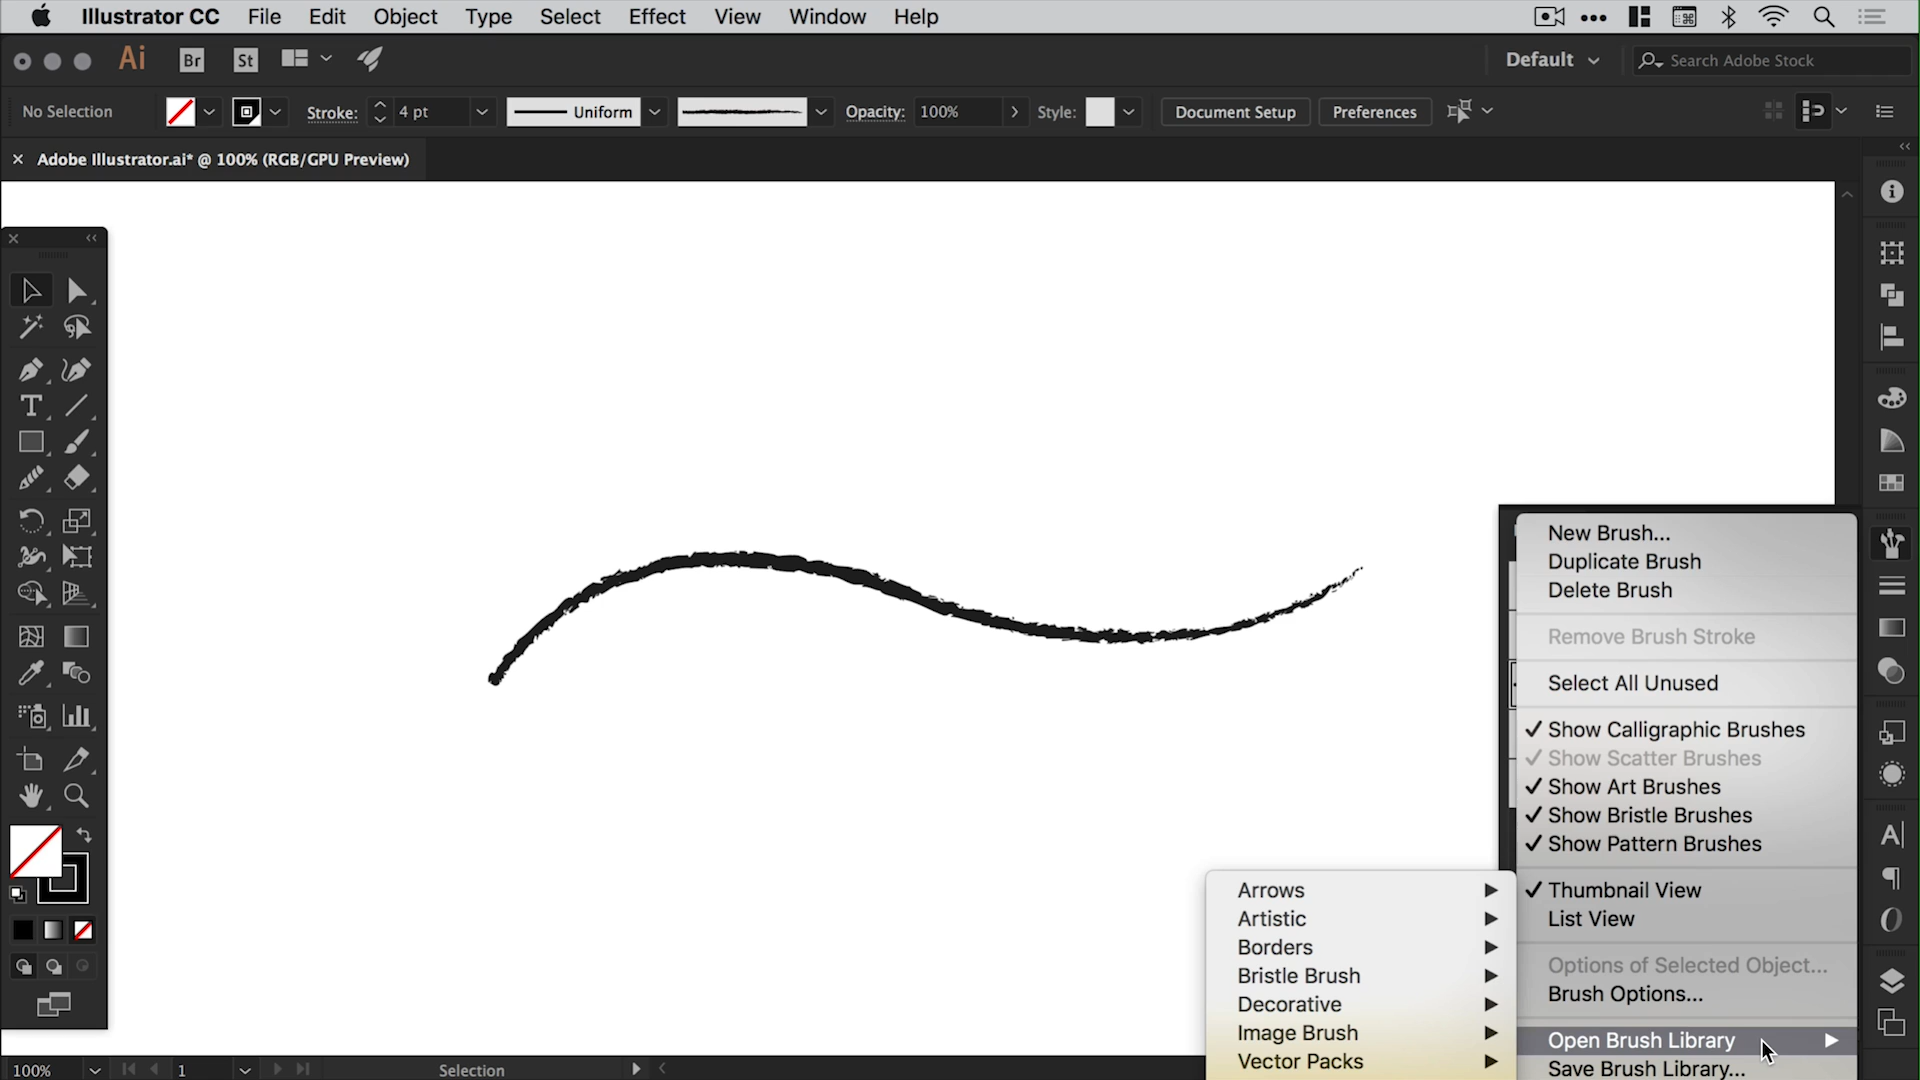 Illustrator CC File Edit Object Type Select Effect View Window Help
Ai Br St Default Search Adobe Stock
No Selection Stroke: 4 pt Uniform Opacity: 100% Style: Document Setup Preferences
× Adobe Illustrator.ai* @ 100% (RGB/GPU Preview)
New Brush...
Duplicate Brush
Delete Brush
Remove Brush Stroke
Select All Unused
✓ Show Calligraphic Brushes
✓ Show Scatter Brushes
✓ Show Art Brushes
✓ Show Bristle Brushes
✓ Show Pattern Brushes
✓ Thumbnail View
List View
Options of Selected Object...
Brush Options...
Open Brush Library
Save Brush Library...
Arrows
Artistic
Borders
Bristle Brush
Decorative
Image Brush
Vector Packs
100% 1 Selection